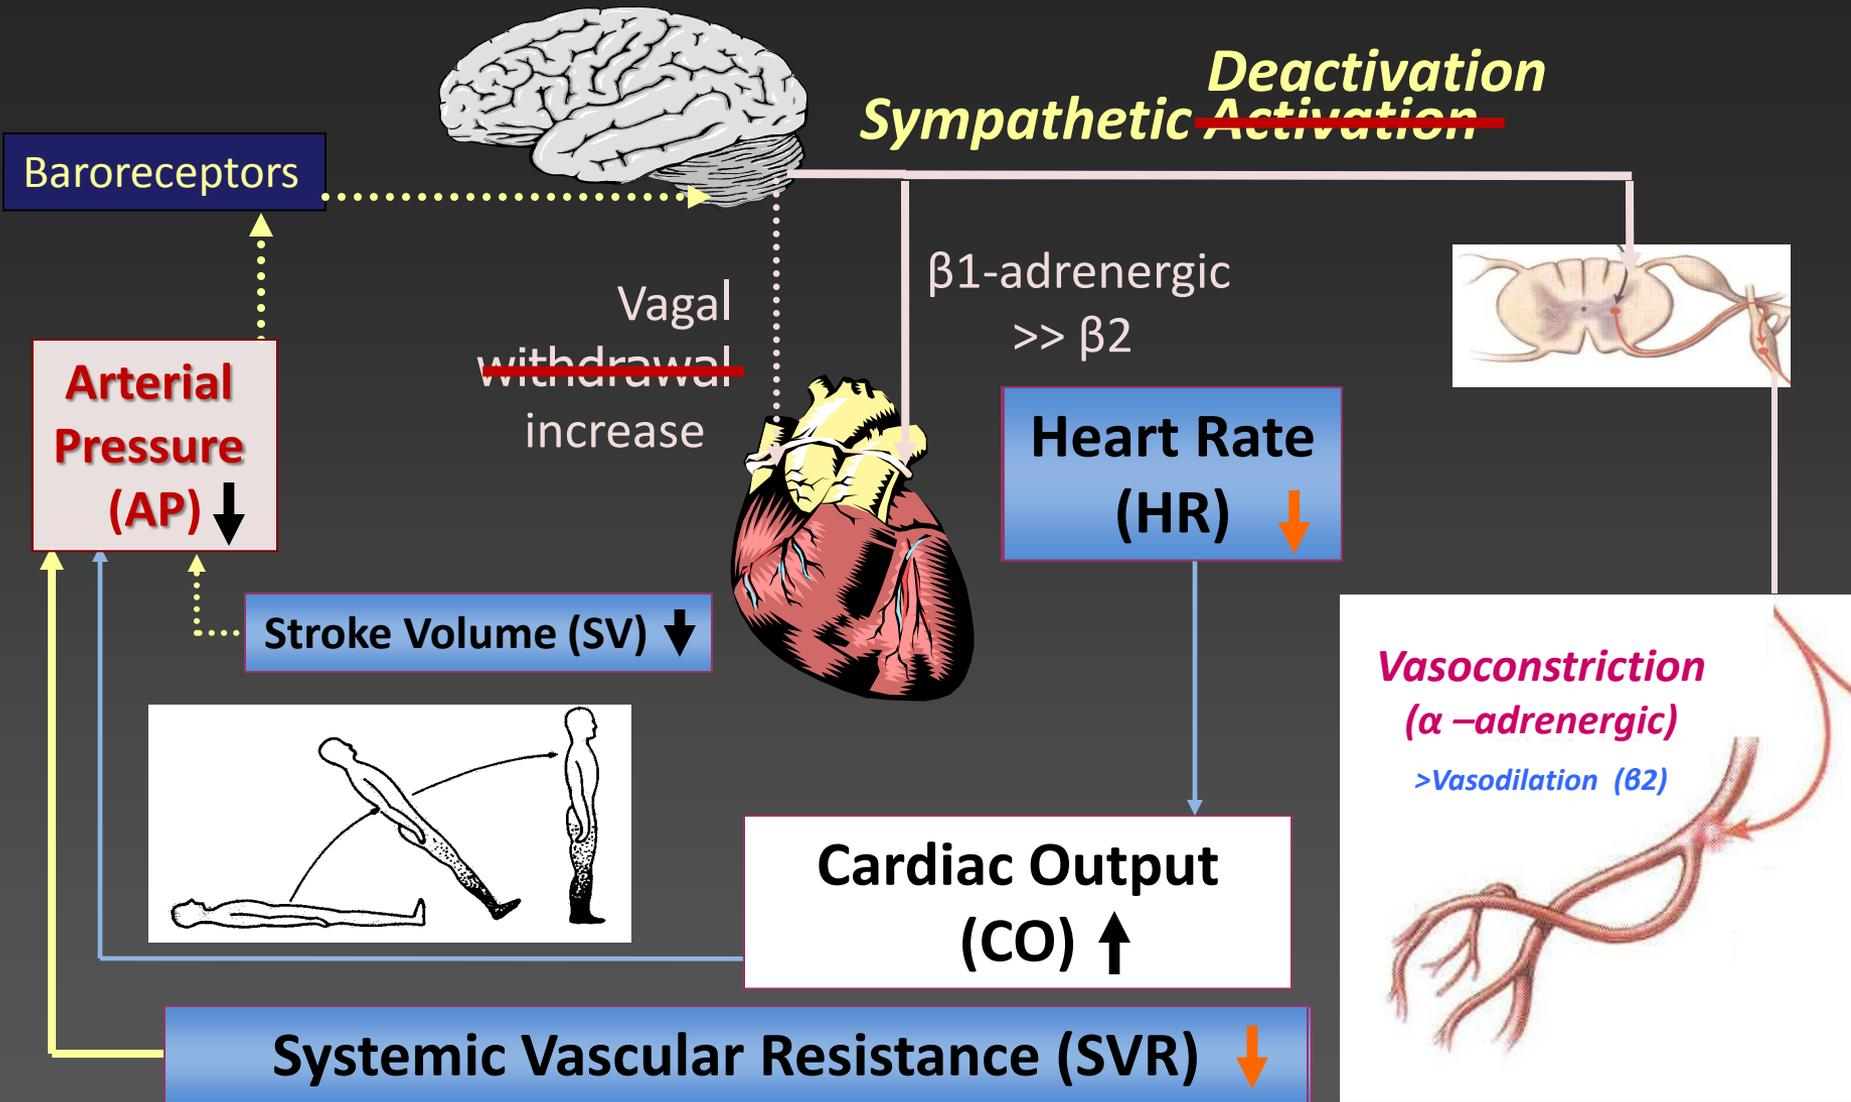 Deactivation
Sympathetic Activation
Baroreceptors
β1-adrenergic
>> β2
Vagal
withdrawal
increase
Arterial
Pressure
(AP)
Heart Rate
(HR)
Stroke Volume (SV)
Vasoconstriction
(α –adrenergic)
>Vasodilation (β2)
Cardiac Output
(CO)
Systemic Vascular Resistance (SVR)